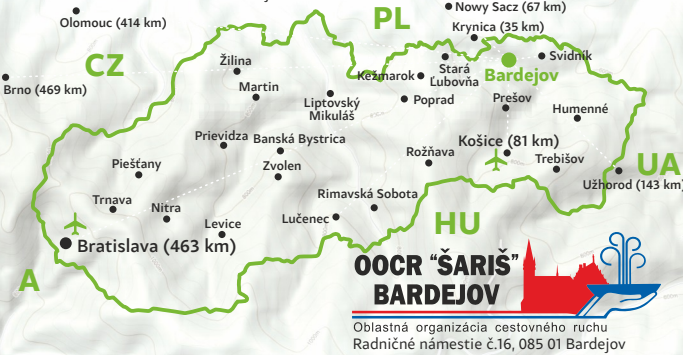 Nowy Sacz (67 km)
PL
Olomouc (414 km)
Krynica (35 km)
CZ
Žilina
Stará
Ľubovňa
Svidník
Bardejov
Kežmarok
Brno (469 km)
Martin
Liptovský
Mikuláš
Poprad
Prešov
Humenné
Prievidza
Banská Bystrica
Košice (81 km)
Rožňava
Trebišov
UA
Užhorod (143 km)
Piešťany
Zvolen
Trnava
Nitra
Rimavská Sobota
Levice
Lučenec
HU
Bratislava (463 km)
A
OOCR “ŠARIŠ”
BARDEJOV
Oblastná organizácia cestovného ruchu
Radničné námestie č.16, 085 01 Bardejov